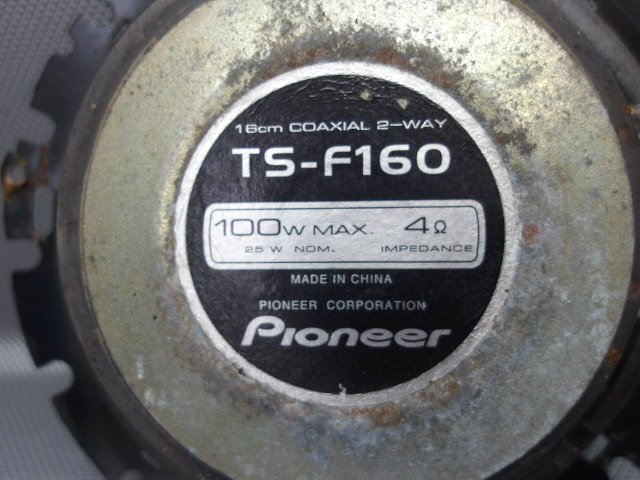 16cm COAXIAL 2-WAY
TS-F160
100W MAX. 4Ω
25 W NOM. IMPEDANCE
MADE IN CHINA
PIONEER CORPORATION
Pioneer